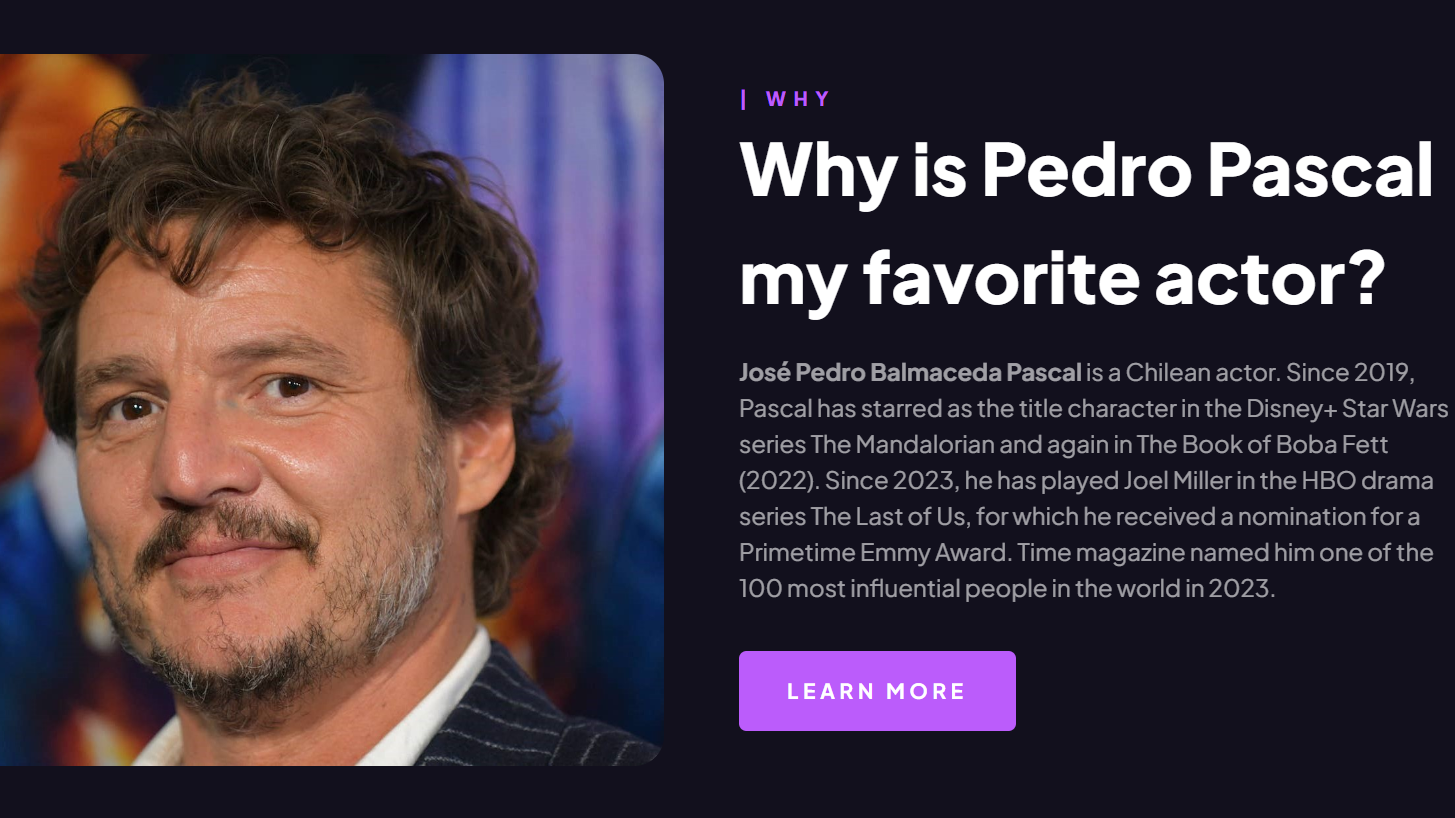 | WHY
Why is Pedro Pascal
my favorite actor?
José Pedro Balmaceda Pascal is a Chilean actor. Since 2019,
Pascal has starred as the title character in the Disney+ Star Wars
series The Mandalorian and again in The Book of Boba Fett
(2022). Since 2023, he has played Joel Miller in the HBO drama
series The Last of Us, for which he received a nomination for a
Primetime Emmy Award. Time magazine named him one of the
100 most influential people in the world in 2023.
LEARN MORE